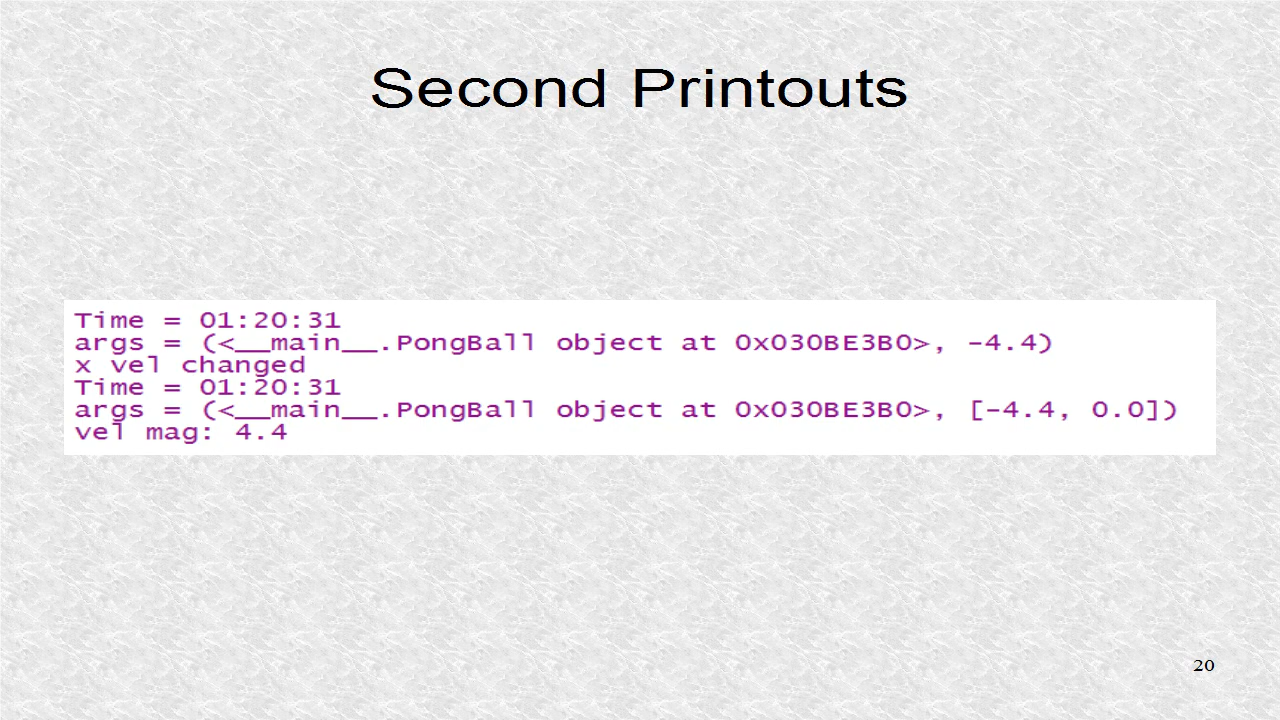 Second Printouts
Time = 01:20:31
args = (<__main__.PongBall object at 0x030BE3B0>, -4.4)
x vel changed
Time = 01:20:31
args = (<__main__.PongBall object at 0x030BE3B0>, [-4.4, 0.0])
vel mag: 4.4
20